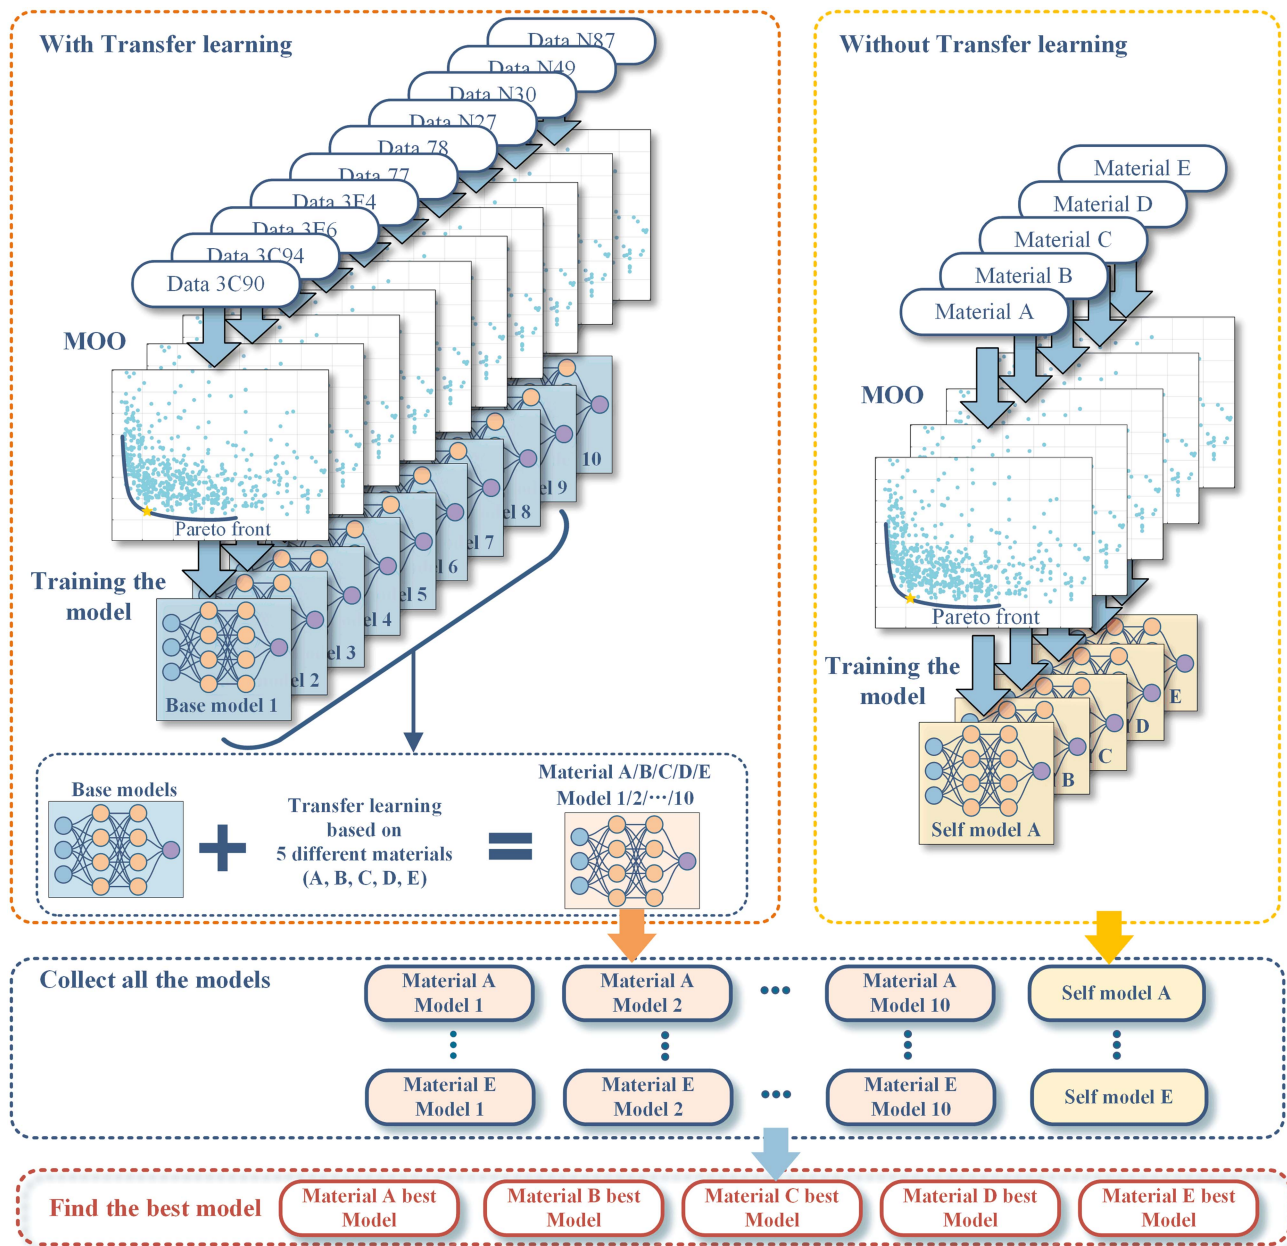 With Transfer learning
Data N87
Data N49
Data N30
Data N27
Data 78
Data 77
Data 3F4
Data 3F6
Data 3C94
Data 3C90
MOO
Pareto front
Training the
model
10
el 9
el 8
el 7
el 6
el 5
el 4
el 3
el 2
Base model 1
Base models
Transfer learning
based on
5 different materials
(A, B, C, D, E)
Material A/B/C/D/E
Model 1/2/···/10
Without Transfer learning
Material E
Material D
Material C
Material B
Material A
MOO
Pareto front
Training the
model
E
D
C
B
Self model A
Collect all the models
Material A
Model 1
Material A
Model 2
Material A
Model 10
Self model A
Material E
Model 1
Material E
Model 2
Material E
Model 10
Self model E
Find the best model
Material A best
Model
Material B best
Model
Material C best
Model
Material D best
Model
Material E best
Model